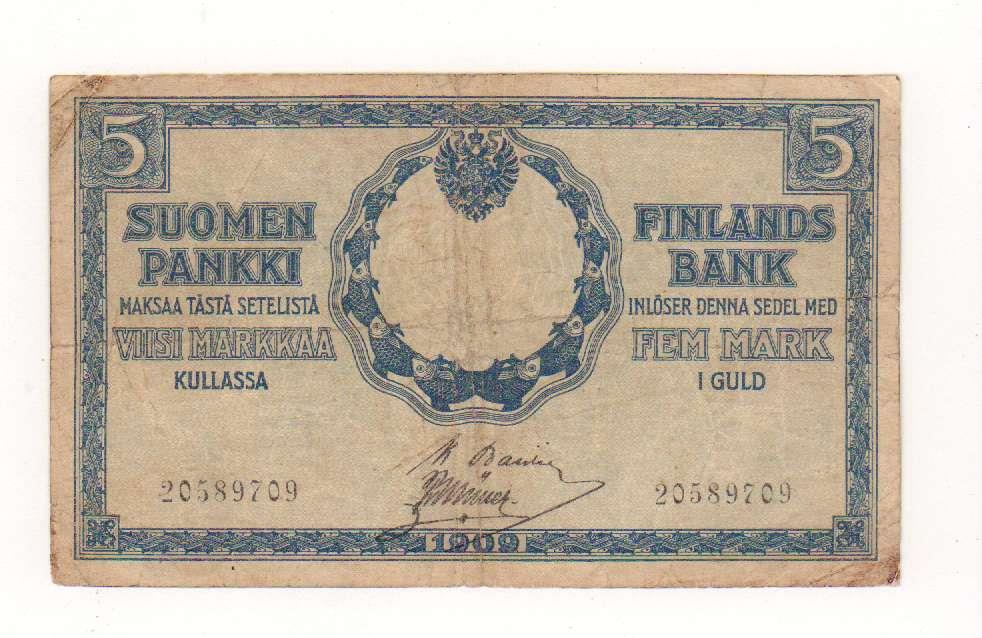 5
5
SUOMEN
PANKKI
MAKSAA TÄSTÄ SETELISTÄ
VIISI MARKKAA
KULLASSA
FINLANDS
BANK
INLÖSER DENNA SEDEL MED
FEM MARK
I GULD
20589709
20589709
1909